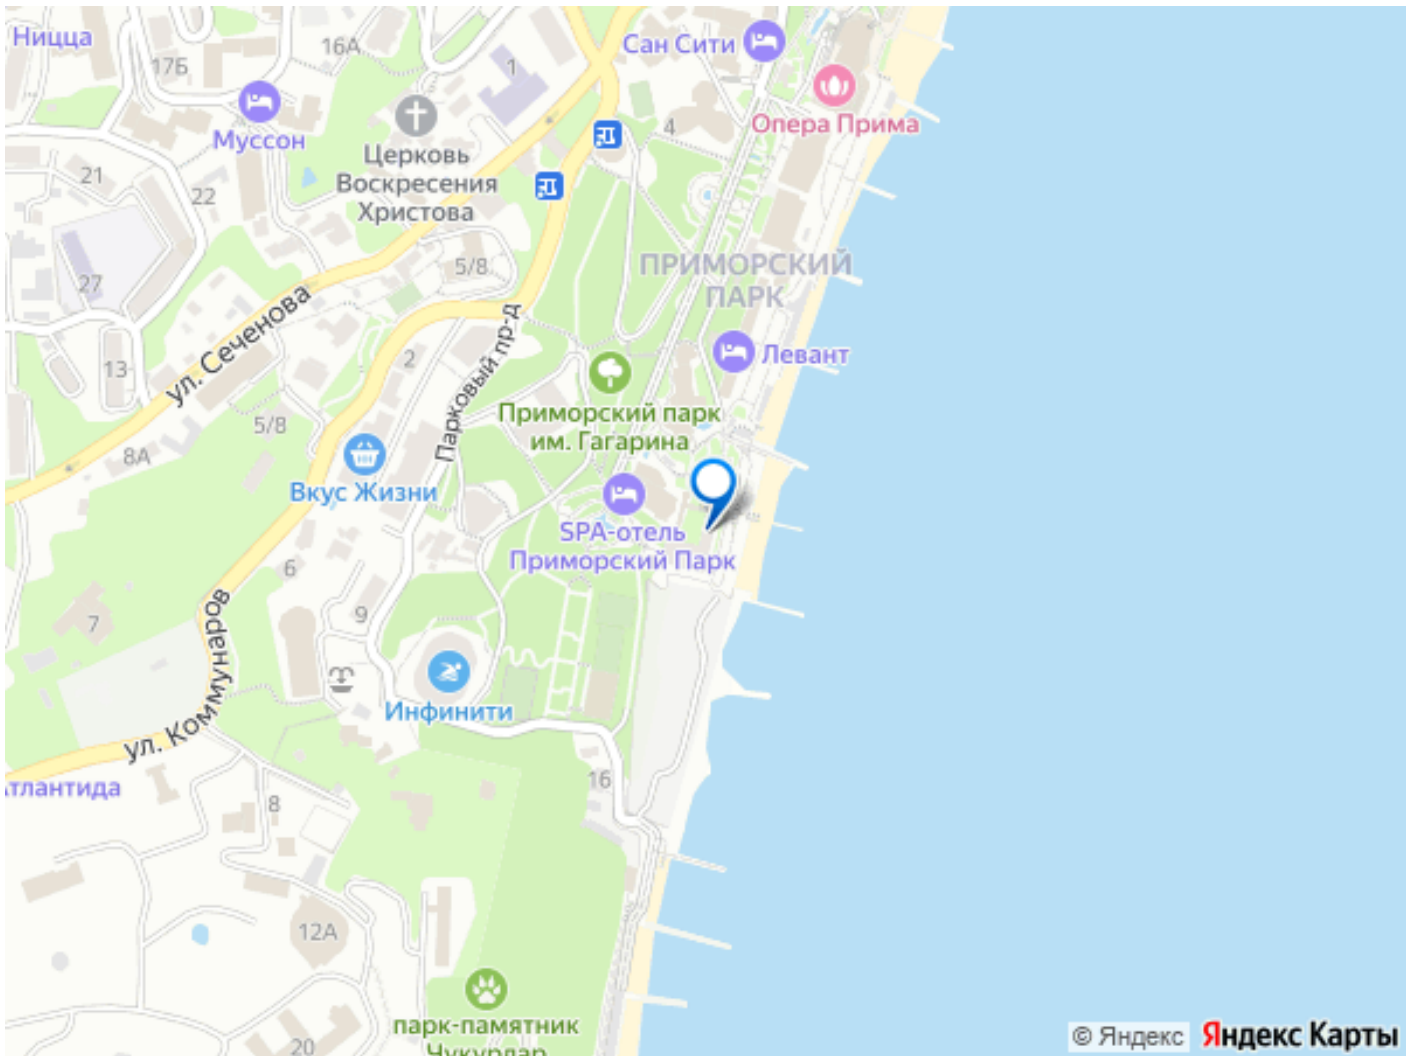 Ницца
16А
17Б
1
Сан Сити
Муссон
Опера Прима
4
Церковь
Воскресения
Христова
21
22
5/8
27
ПРИМОРСКИЙ
ПАРК
ул. Сеченова
Парковый пр-д
13
2
Левант
5/8
Приморский парк
им. Гагарина
8А
Вкус Жизни
SPA-отель
Приморский Парк
6
9
7
ул. Коммунаров
Инфинити
тлантида
16
8
12А
парк-памятник
Чукурлар
20
© Яндекс Яндекс Карты